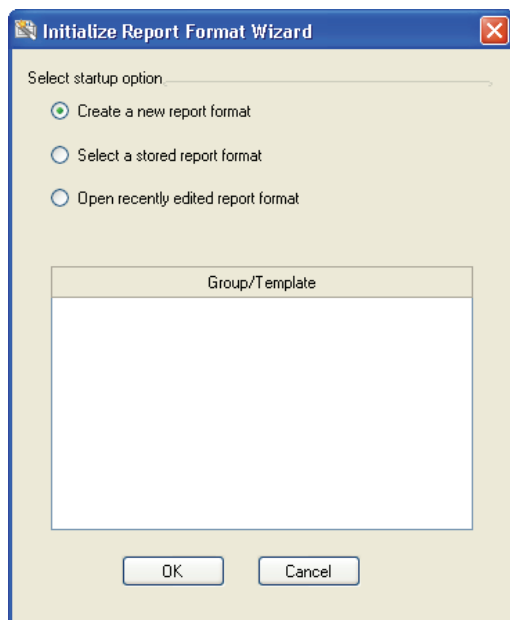 Initialize Report Format Wizard
Select startup option
Create a new report format
Select a stored report format
Open recently edited report format
Group/Template
OK
Cancel